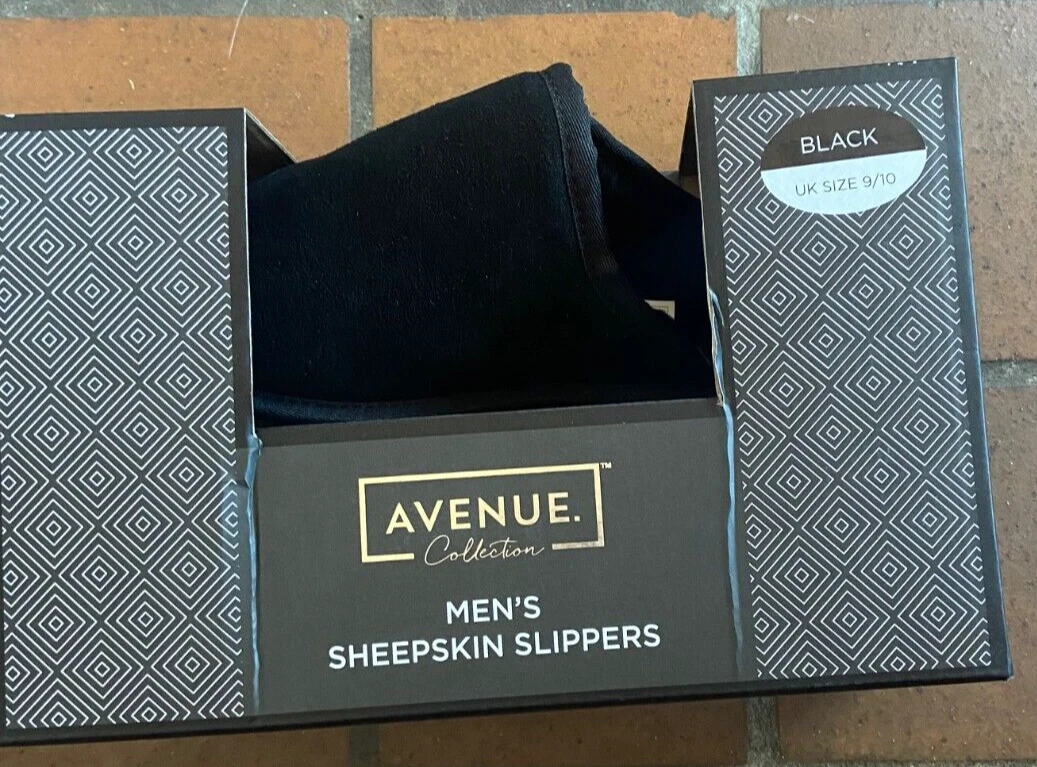 BLACK
UK SIZE 9/10
AVENUE.™
Collection
MEN'S
SHEEPSKIN SLIPPERS